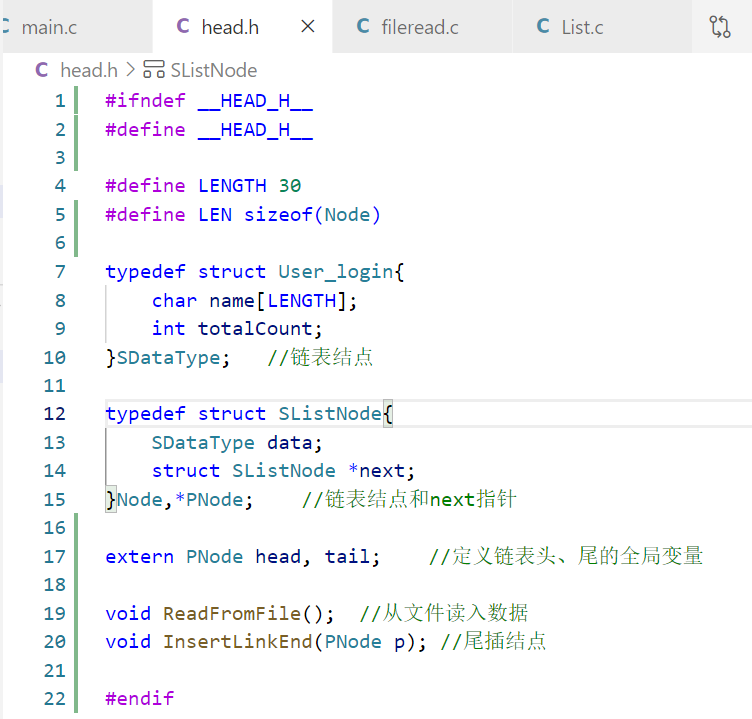 main.c head.h × fileread.c List.c
head.h > SListNode
1 #ifndef __HEAD_H__
2 #define __HEAD_H__
3
4 #define LENGTH 30
5 #define LEN sizeof(Node)
6
7 typedef struct User_login{
8 char name[LENGTH];
9 int totalCount;
10 }SDataType; //链表结点
11
12 typedef struct SListNode{
13 SDataType data;
14 struct SListNode *next;
15 }Node,*PNode; //链表结点和next指针
16
17 extern PNode head, tail; //定义链表头、尾的全局变量
18
19 void ReadFromFile(); //从文件读入数据
20 void InsertLinkEnd(PNode p); //尾插结点
21
22 #endif